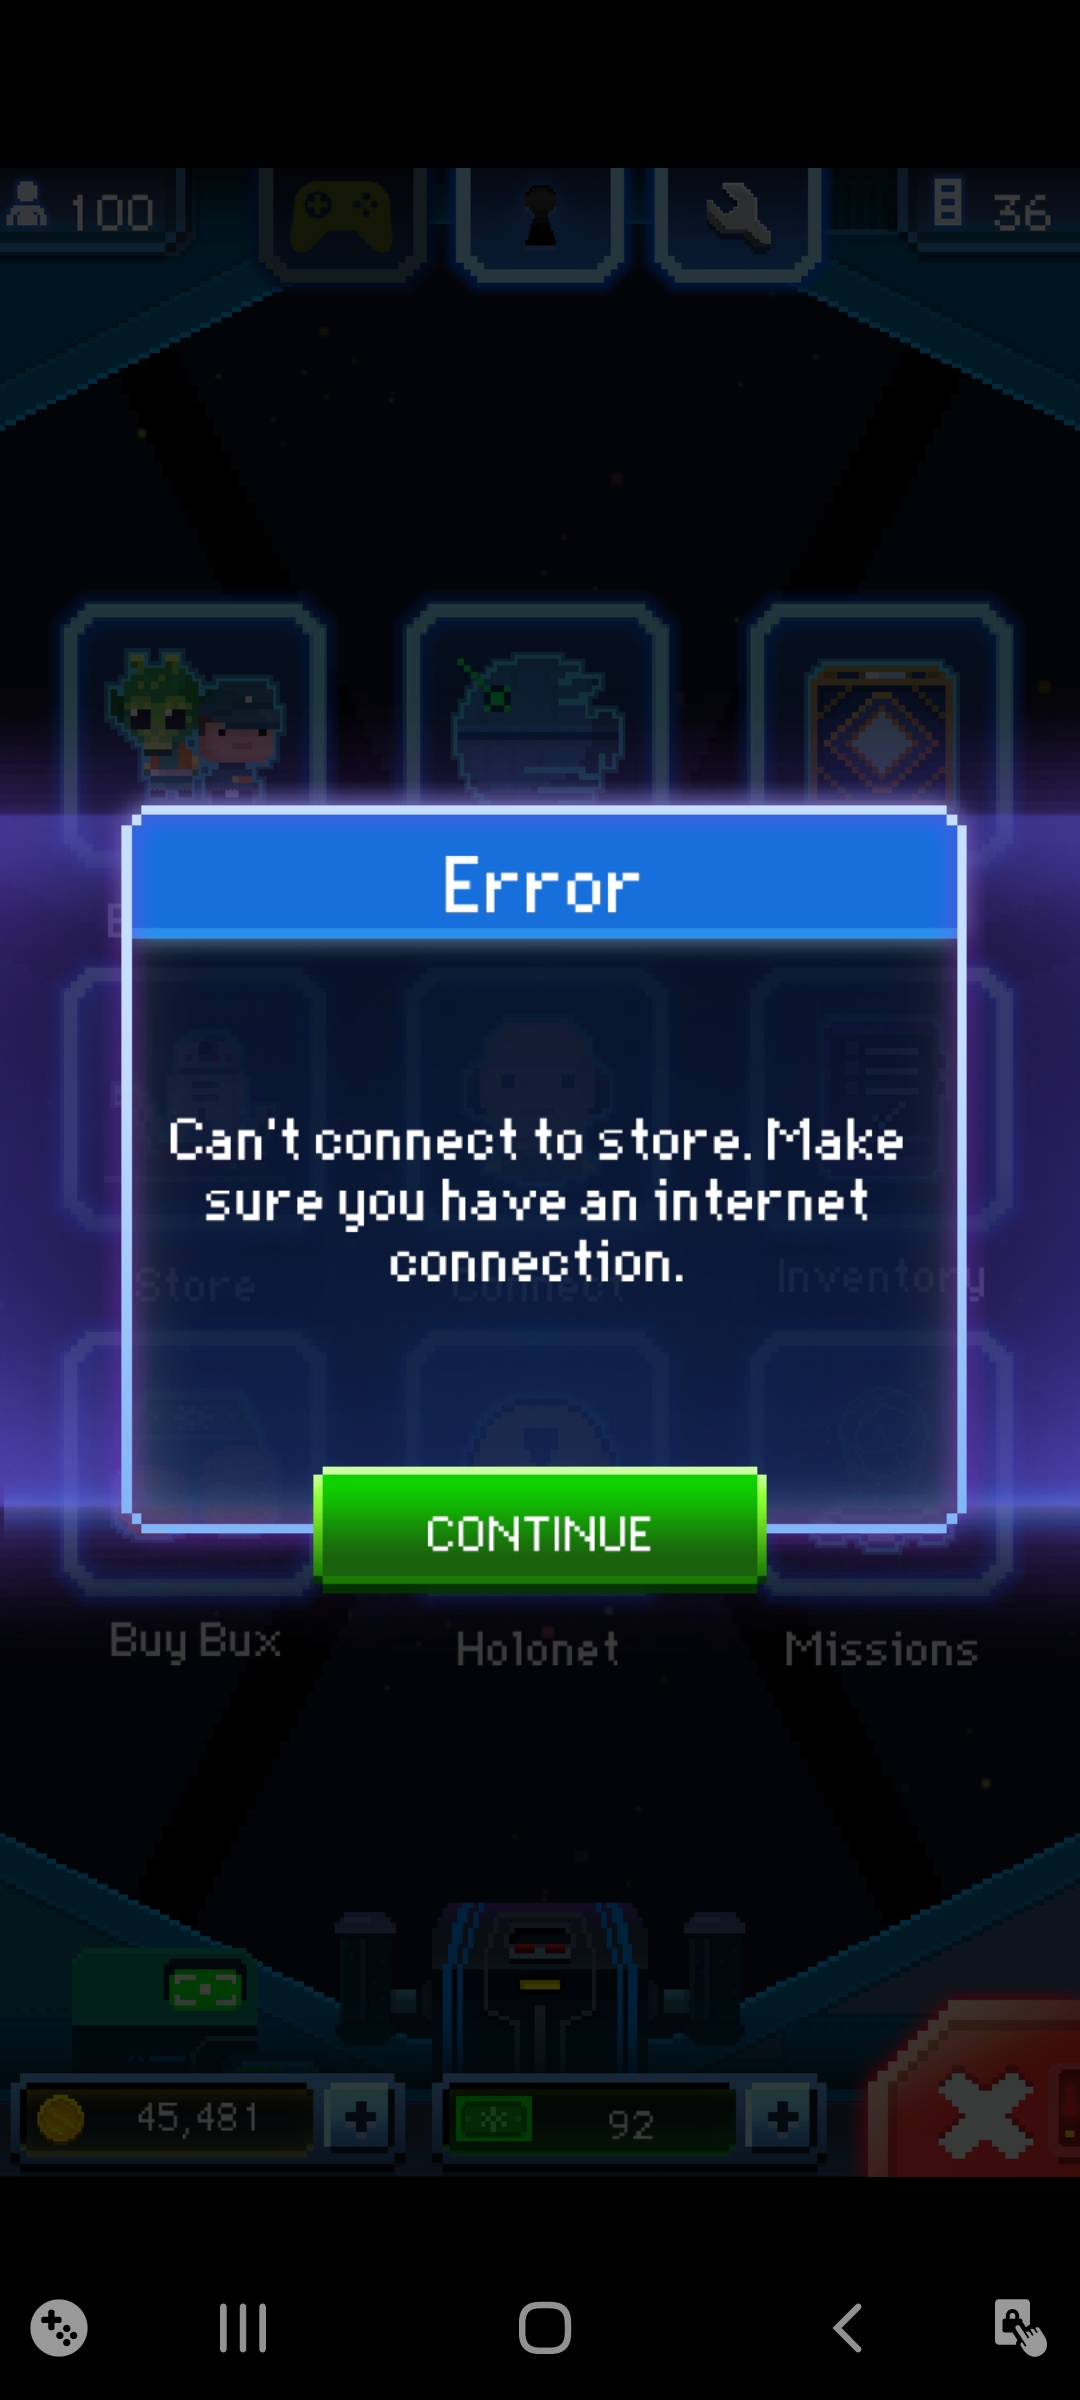 100
36
Error
Can't connect to store. Make
sure you have an internet
connection.
Store
Connect
Inventory
CONTINUE
Buy Bux
Holonet
Missions
45,481
92